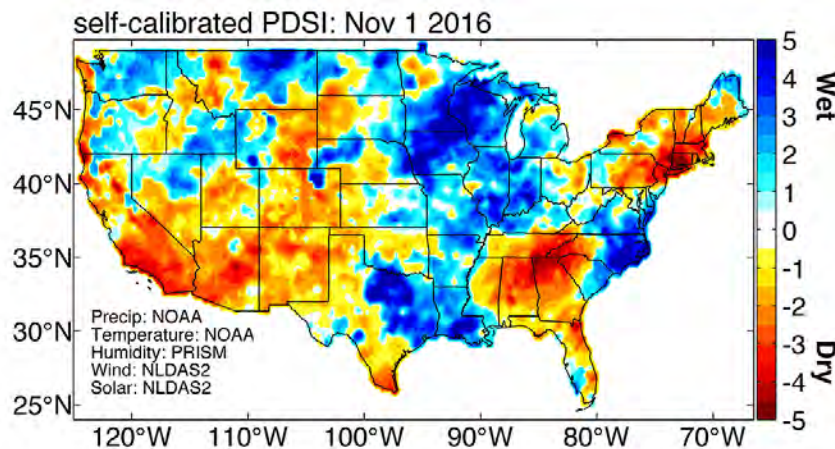 self-calibrated PDSI: Nov 1 2016
45°N
40°N
35°N
30°N
25°N
Precip: NOAA
Temperature: NOAA
Humidity: PRISM
Wind: NLDAS2
Solar: NLDAS2
120°W 110°W 100°W 90°W 80°W 70°W
5
4
3
2
1
0
-1
-2
-3
-4
-5
Wet
Dry